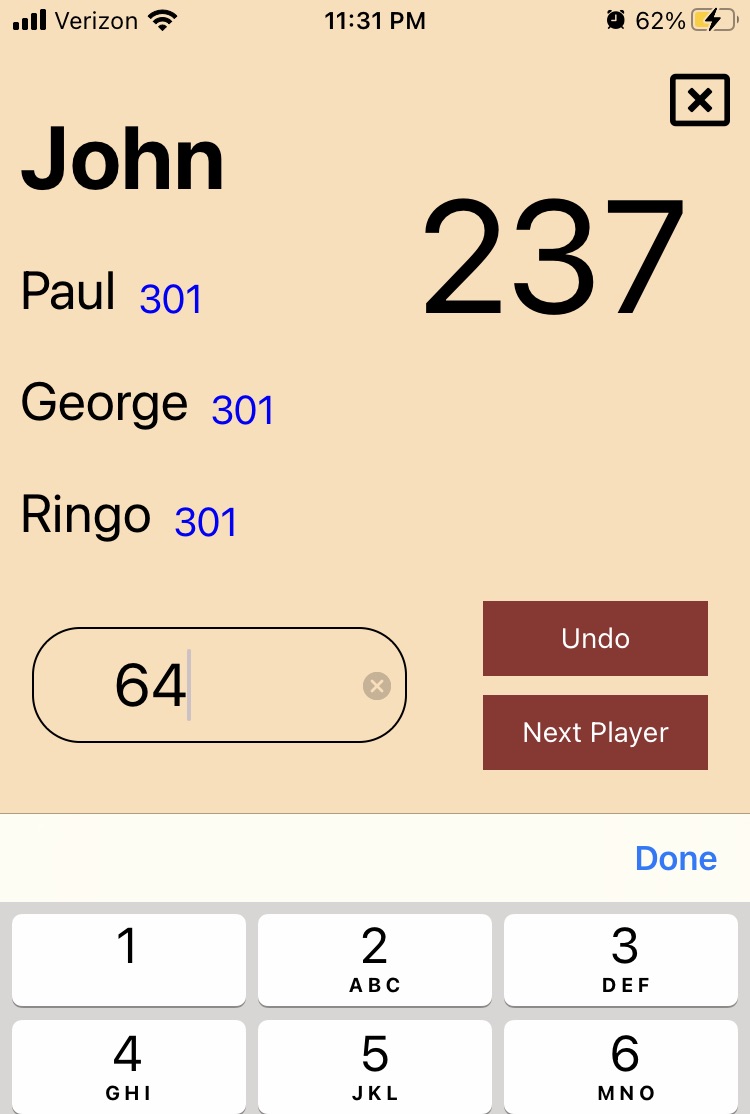 Verizon 11:31 PM 62%
John
237
Paul 301
George 301
Ringo 301
Undo
64
Next Player
Done
1 2 3
ABC DEF
4 5 6
GHI JKL MNO